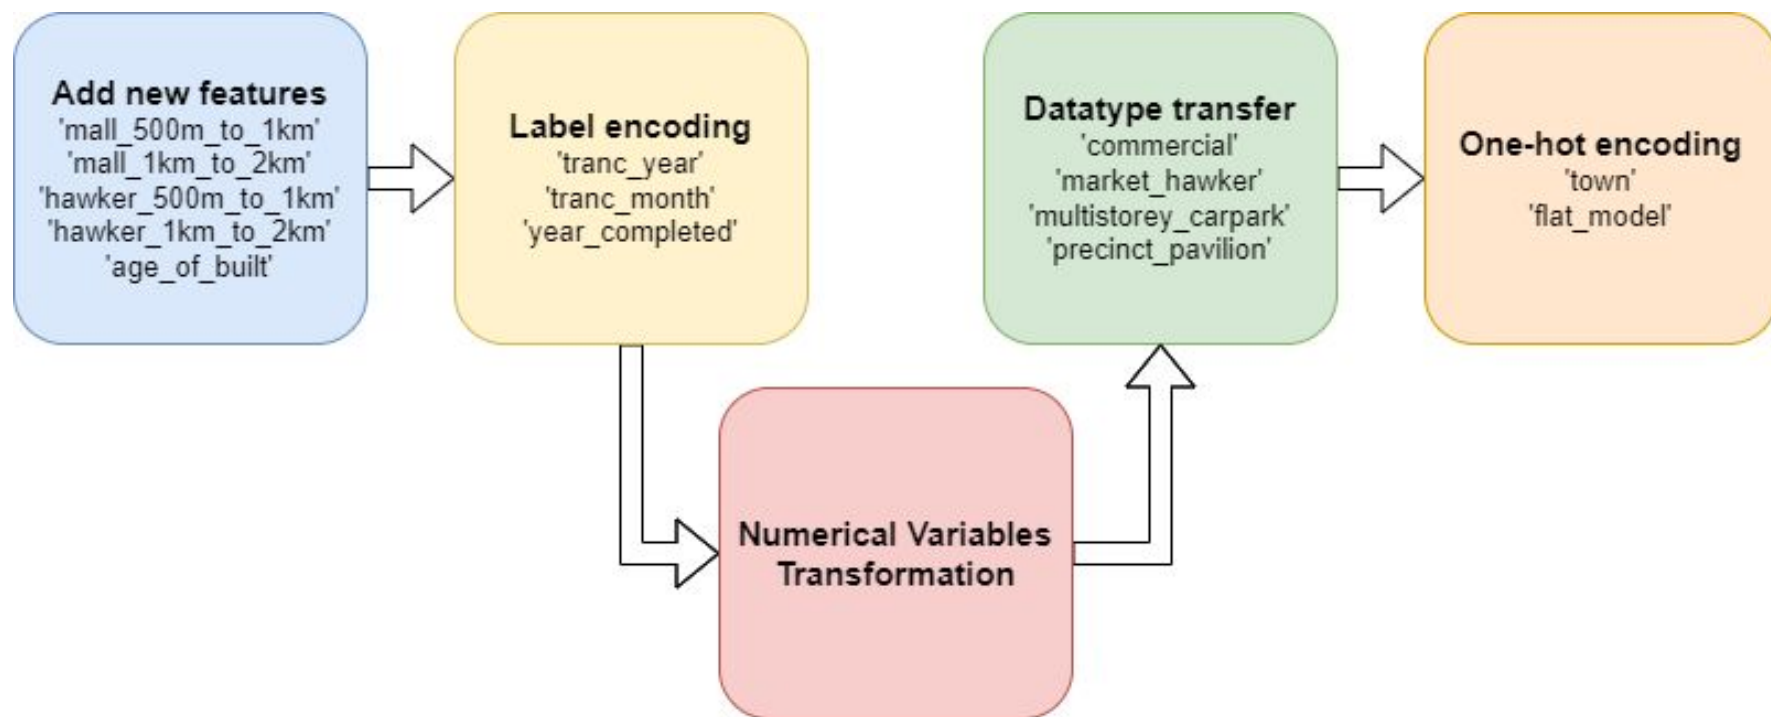 Add new features
'mall_500m_to_1km'
'mall_1km_to_2km'
'hawker_500m_to_1km'
'hawker_1km_to_2km'
'age_of_built'
Label encoding
'tranc_year'
'tranc_month'
'year_completed'
Numerical Variables
Transformation
Datatype transfer
'commercial'
'market_hawker'
'multistorey_carpark'
'precinct_pavilion'
One-hot encoding
'town'
'flat_model'